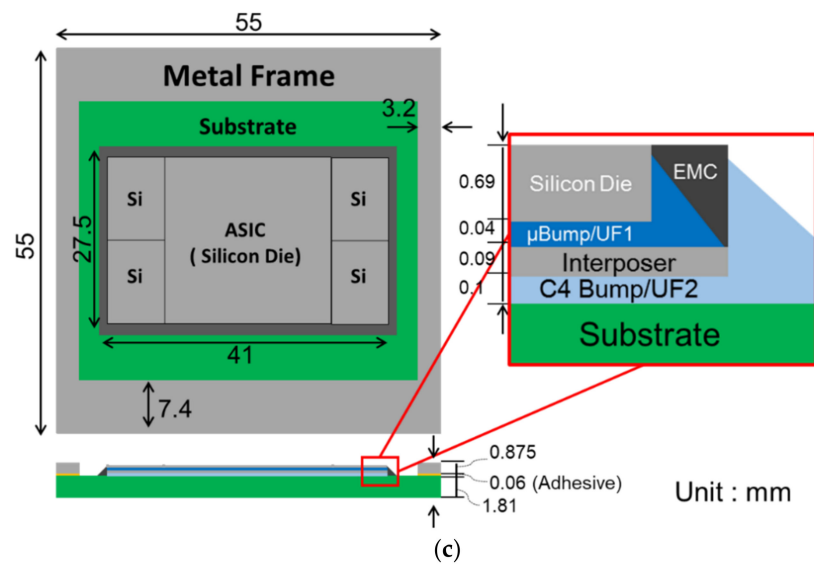 55
Metal Frame
3.2
Substrate
55
27.5
Si
Si
ASIC
( Silicon Die)
Si
Si
41
7.4
0.69
Silicon Die
EMC
0.04
μBump/UF1
0.09
Interposer
0.1
C4 Bump/UF2
Substrate
0.875
0.06 (Adhesive)
1.81
Unit : mm
(c)